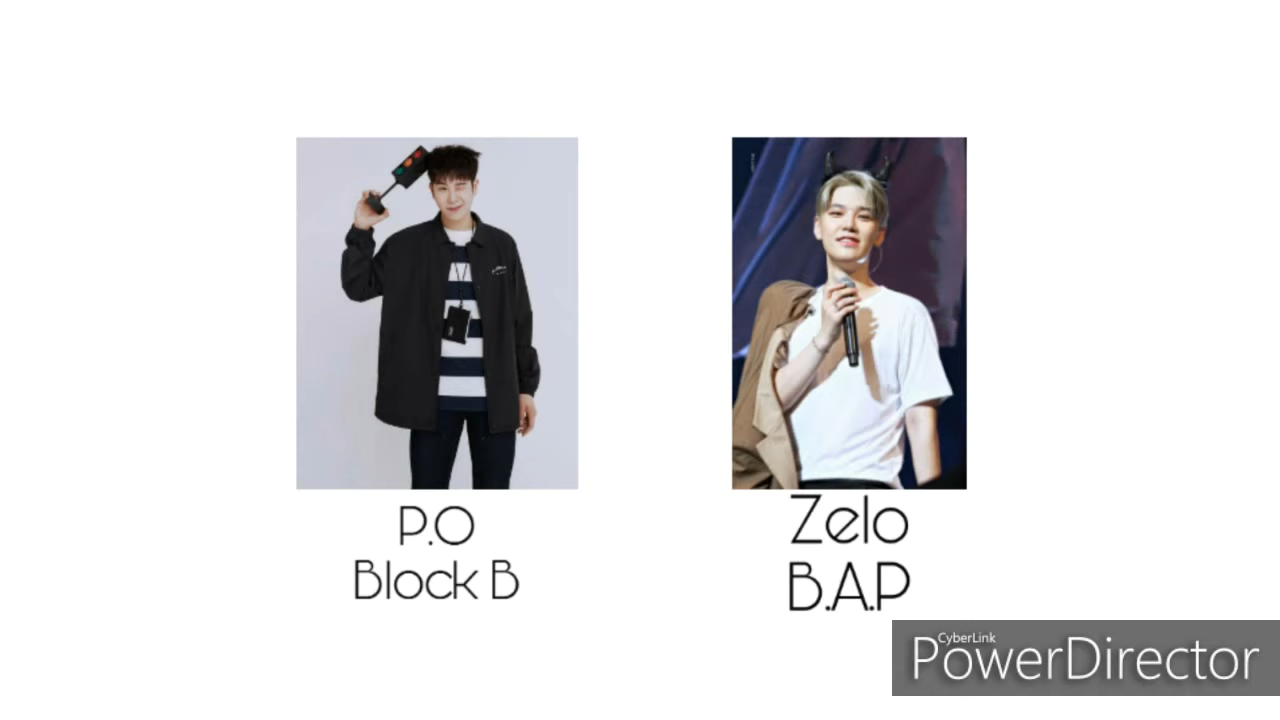 P.O
Block B
Zelo
B.A.P
CyberLink
PowerDirector